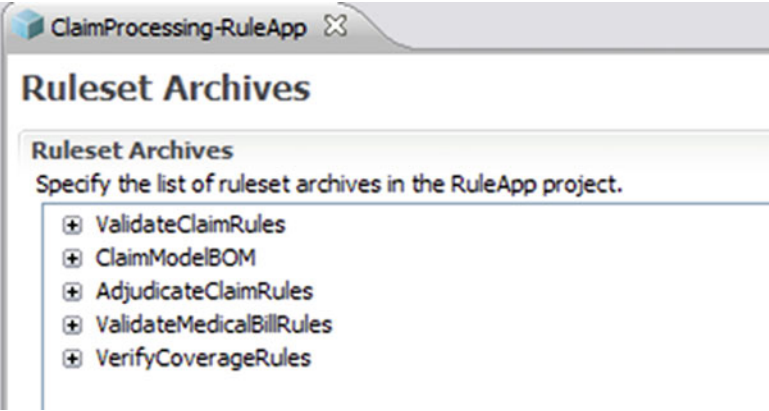 ClaimProcessing-RuleApp
Ruleset Archives
Ruleset Archives
Specify the list of ruleset archives in the RuleApp project.
ValidateClaimRules
ClaimModelBOM
AdjudicateClaimRules
ValidateMedicalBillRules
VerifyCoverageRules